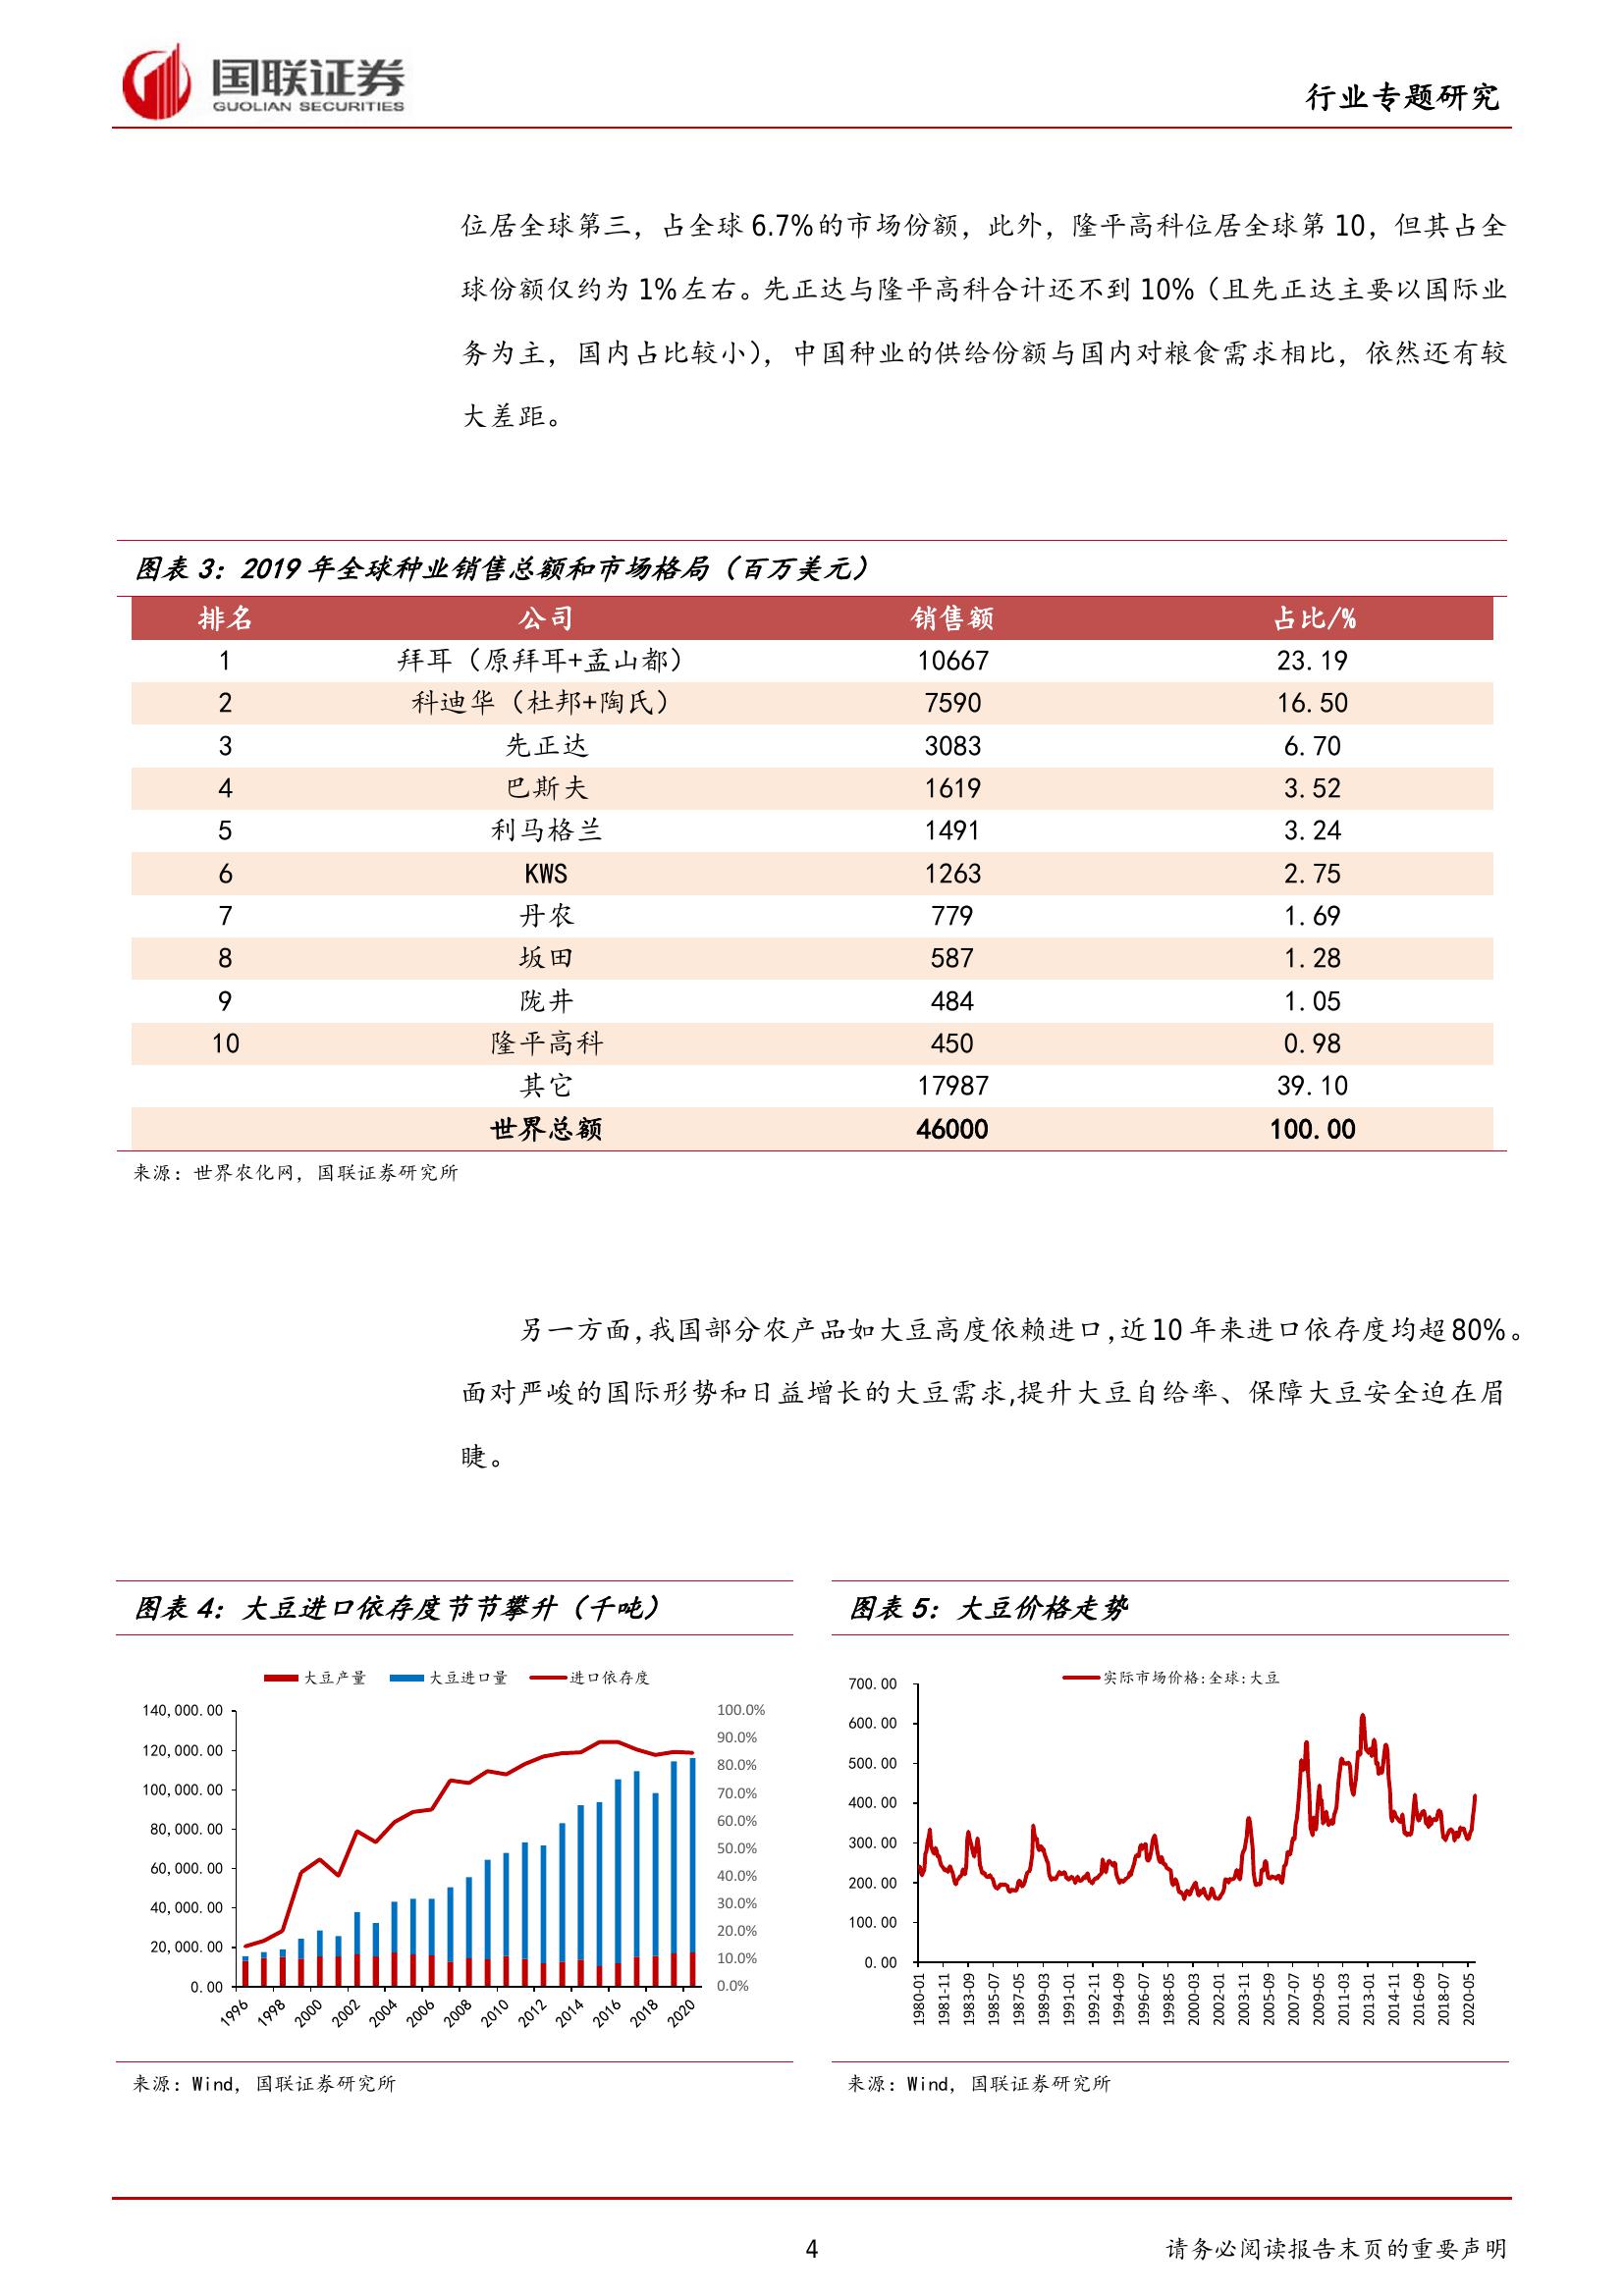 国联证券
GUOLIAN SECURITIES
行业专题研究
位居全球第三，占全球 6.7%的市场份额，此外，隆平高科位居全球第 10，但其占全
球份额仅约为 1%左右。先正达与隆平高科合计还不到 10%（且先正达主要以国际业
务为主，国内占比较小），中国种业的供给份额与国内对粮食需求相比，依然还有较
大差距。
图表 3：2019 年全球种业销售总额和市场格局（百万美元）
排名 公司 销售额 占比/%
1 拜耳（原拜耳+孟山都） 10667 23.19
2 科迪华（杜邦+陶氏） 7590 16.50
3 先正达 3083 6.70
4 巴斯夫 1619 3.52
5 利马格兰 1491 3.24
6 KWS 1263 2.75
7 丹农 779 1.69
8 坂田 587 1.28
9 陇井 484 1.05
10 隆平高科 450 0.98
其它 17987 39.10
世界总额 46000 100.00
来源：世界农化网，国联证券研究所
另一方面,我国部分农产品如大豆高度依赖进口,近 10 年来进口依存度均超 80%。
面对严峻的国际形势和日益增长的大豆需求,提升大豆自给率、保障大豆安全迫在眉
睫。
图表 4：大豆进口依存度节节攀升（千吨）
大豆产量 大豆进口量 进口依存度
140,000.00 100.0%
90.0%
120,000.00
80.0%
100,000.00
70.0%
80,000.00 60.0%
50.0%
60,000.00
40.0%
40,000.00
30.0%
20.0%
20,000.00
10.0%
0.00 0.0%
1996 1998 2000 2002 2004 2006 2008 2010 2012 2014 2016 2018 2020
来源：Wind，国联证券研究所
图表 5：大豆价格走势
实际市场价格:全球:大豆
700.00
600.00
500.00
400.00
300.00
200.00
100.00
0.00
1980-01 1981-11 1983-09 1985-07 1987-05 1989-03 1991-01 1992-11 1994-09 1996-07 1998-05 2000-03 2002-01 2003-11 2005-09 2007-07 2009-05 2011-03 2013-01 2014-11 2016-09 2018-07 2020-05
来源：Wind，国联证券研究所
4
请务必阅读报告末页的重要声明